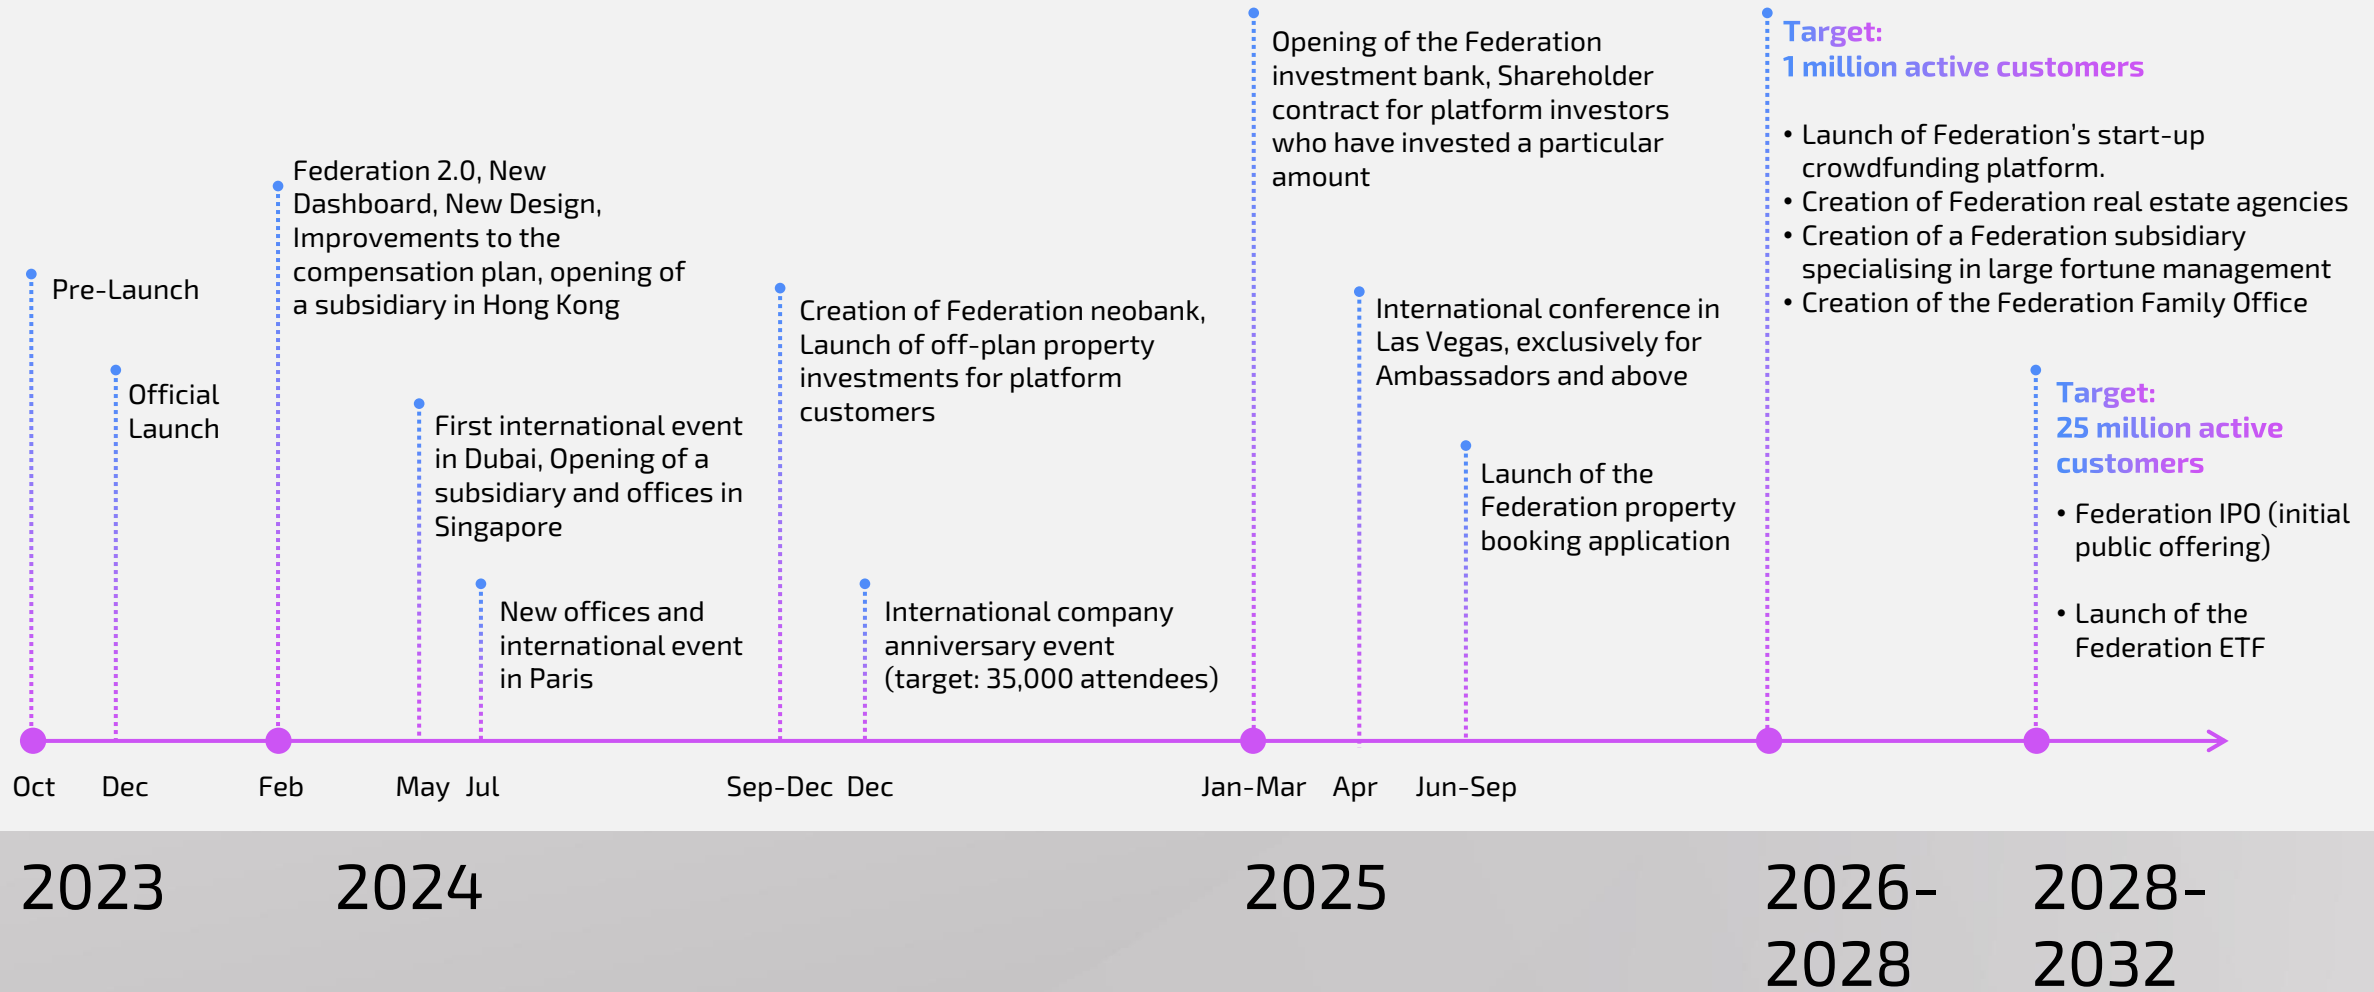 Pre-Launch
Official
Launch
Federation 2.0, New
Dashboard, New Design,
Improvements to the
compensation plan, opening of
a subsidiary in Hong Kong
First international event
in Dubai, Opening of a
subsidiary and offices in
Singapore
New offices and
international event
in Paris
Creation of Federation neobank,
Launch of off-plan property
investments for platform
customers
International company
anniversary event
(target: 35,000 attendees)
Opening of the Federation
investment bank, Shareholder
contract for platform investors
who have invested a particular
amount
International conference in
Las Vegas, exclusively for
Ambassadors and above
Launch of the
Federation property
booking application
Target:
1 million active customers
• Launch of Federation’s start-up
crowdfunding platform.
• Creation of Federation real estate agencies
• Creation of a Federation subsidiary
specialising in large fortune management
• Creation of the Federation Family Office
Target:
25 million active
customers
• Federation IPO (initial
public offering)
• Launch of the
Federation ETF
Oct Dec Feb May Jul Sep-Dec Dec Jan-Mar Apr Jun-Sep
2023 2024 2025 2026- 2028-
2028 2032